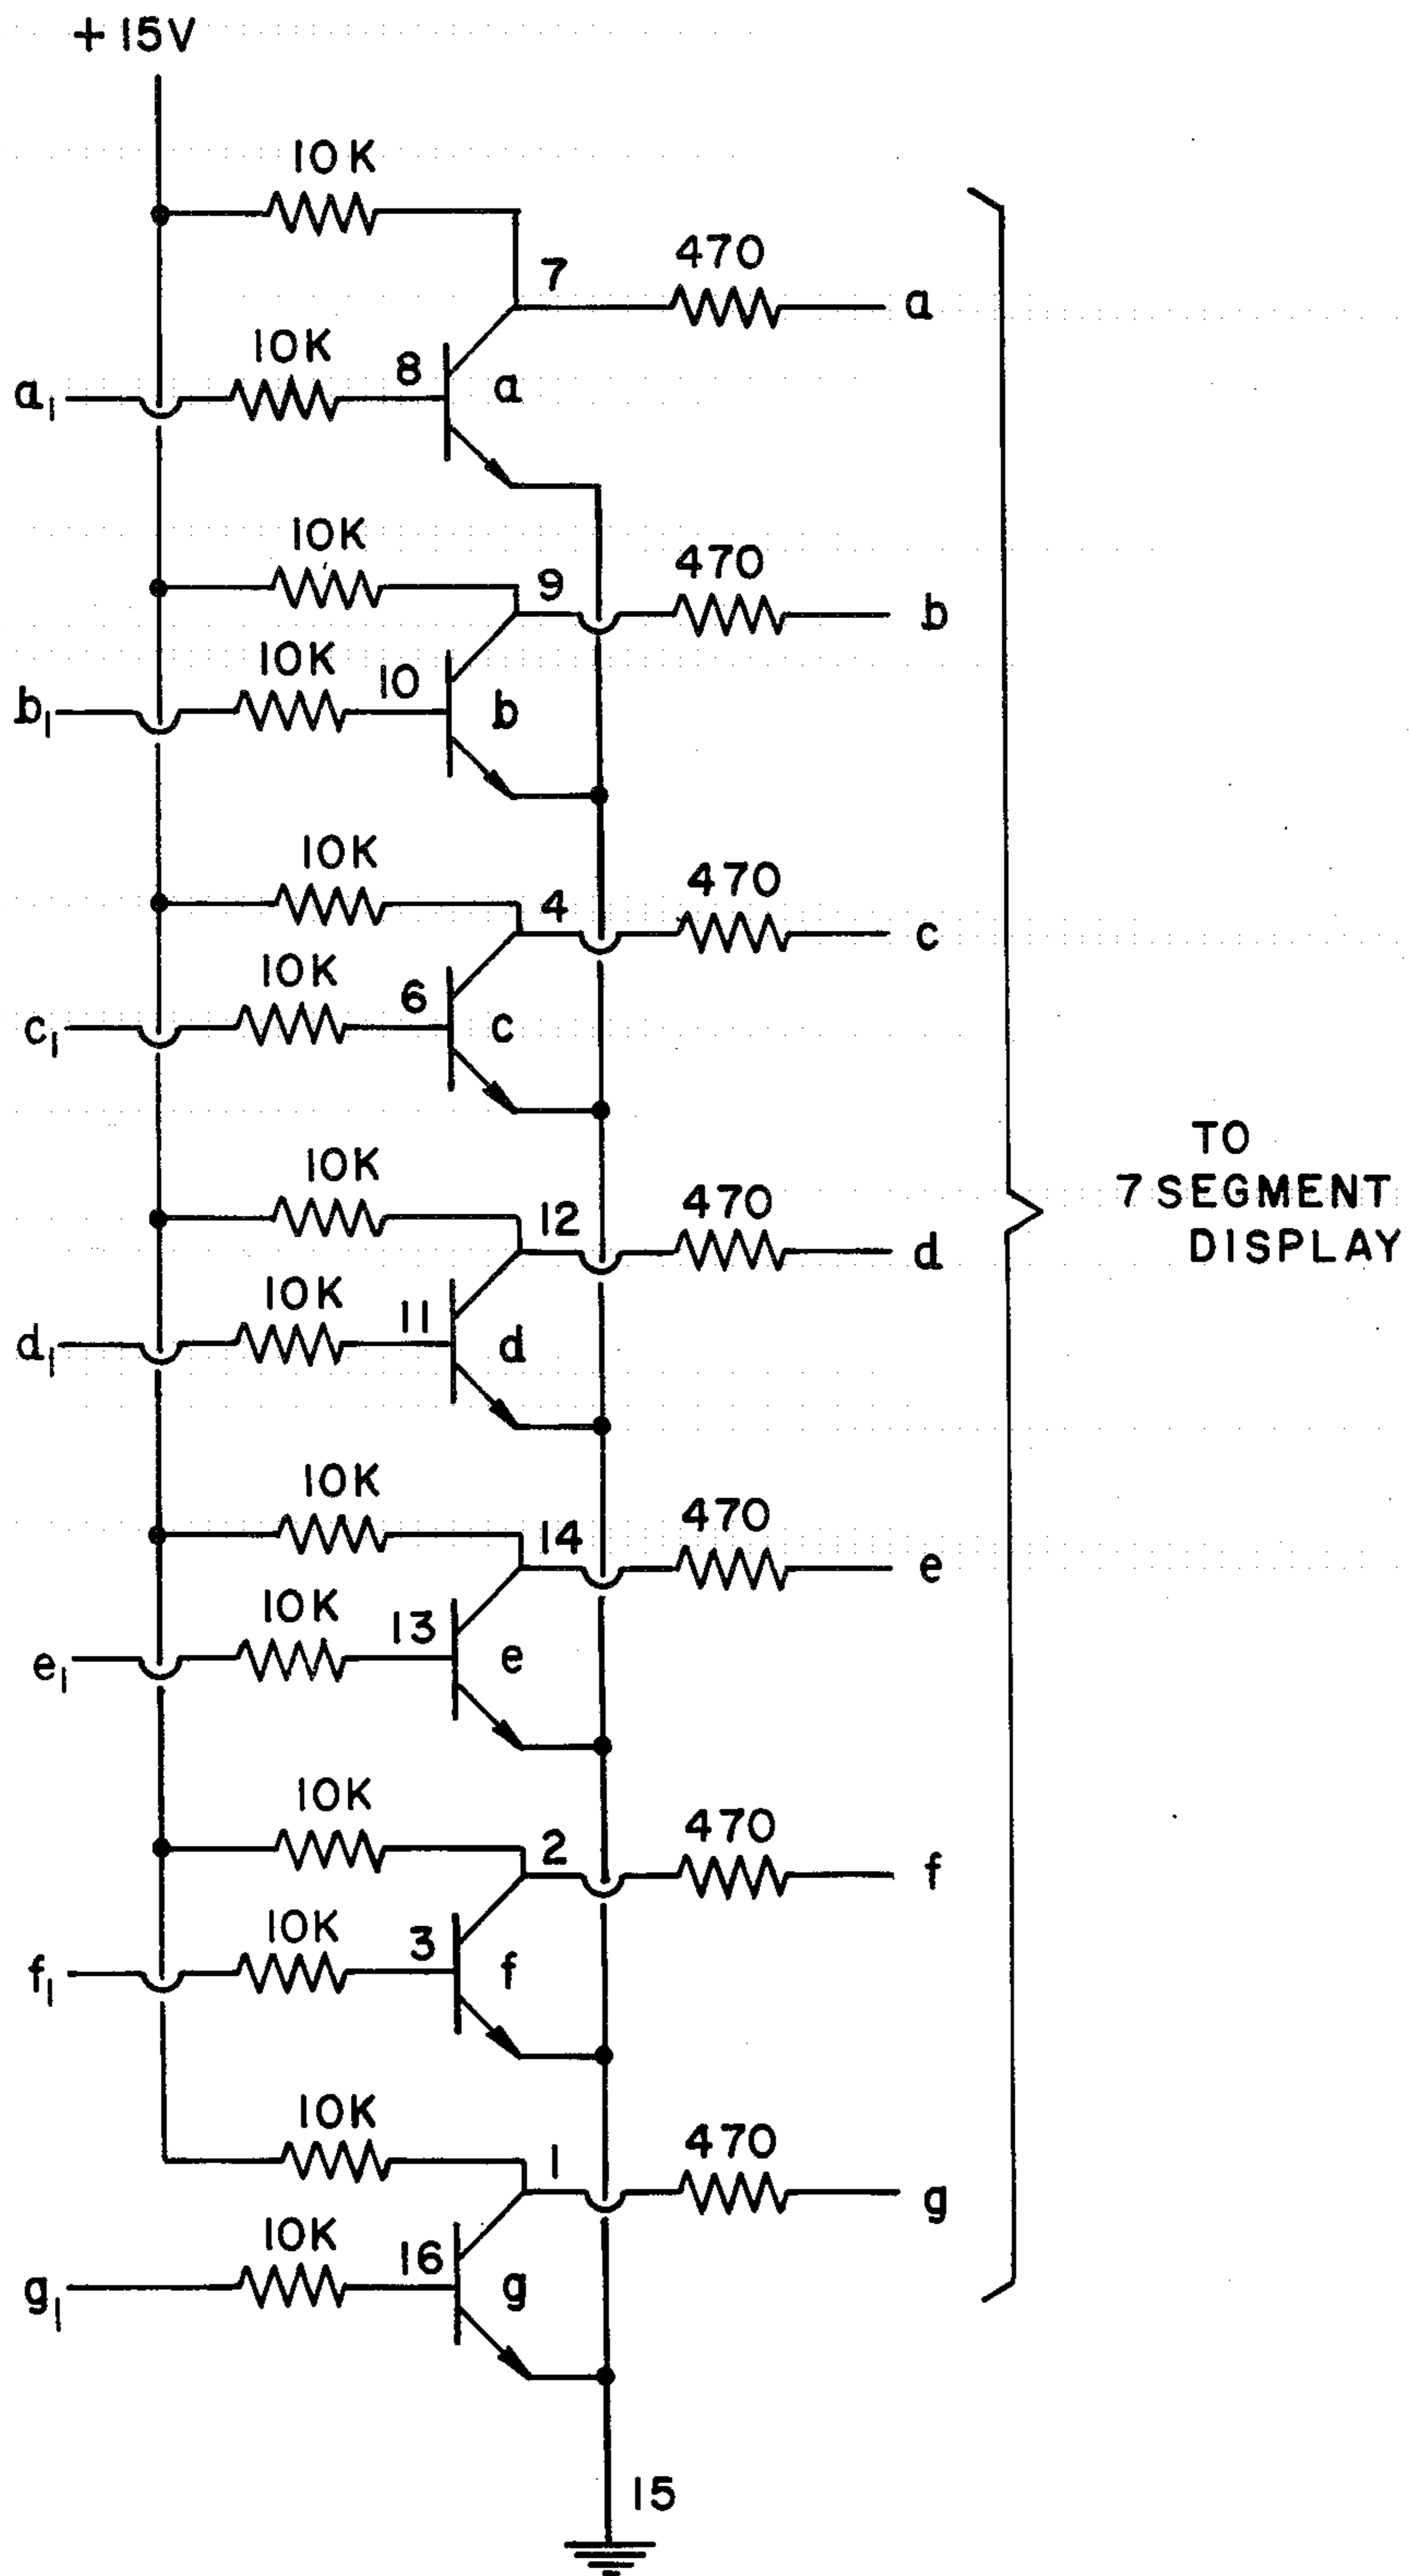 +15V
10K
7
470
a
10K
8
a
a₁
10K
9
470
b
10K
10
b
b₁
10K
4
470
c
10K
6
c
c₁
TO
7 SEGMENT
DISPLAY
10K
12
470
d
10K
11
d
d₁
10K
14
470
e
10K
13
e
e₁
10K
2
470
f
10K
3
f
f₁
10K
1
470
g
10K
16
g
g₁
15